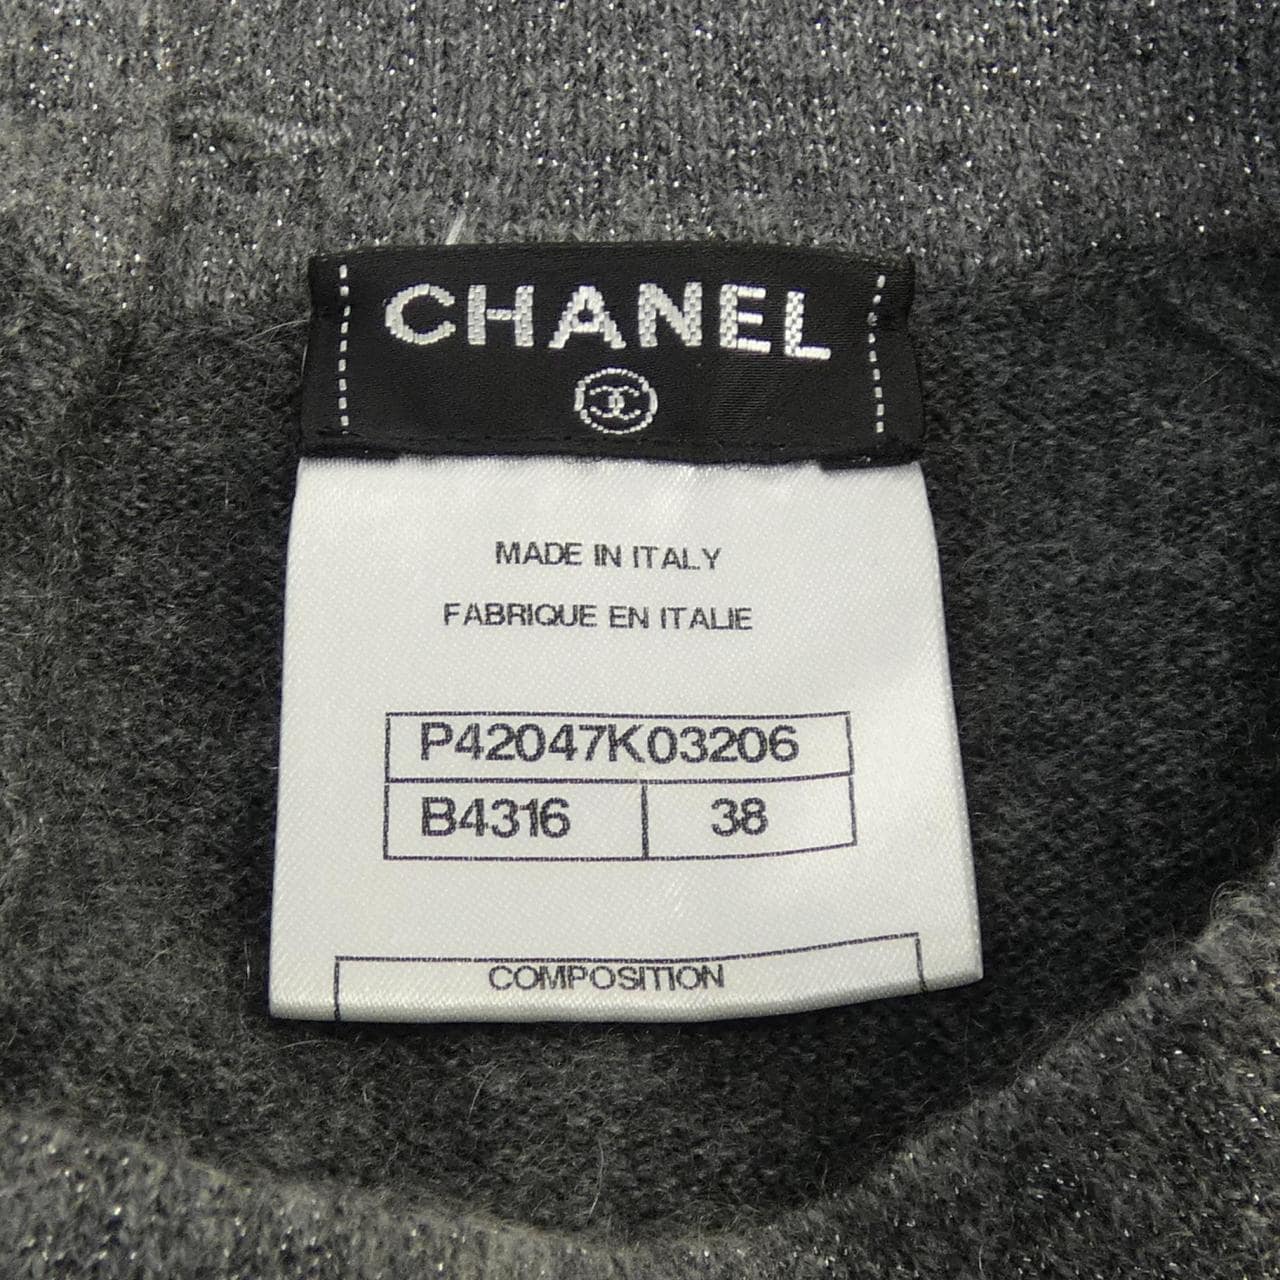 CHANEL
MADE IN ITALY
FABRIQUE EN ITALIE
P42047K03206
B4316 38
COMPOSITION